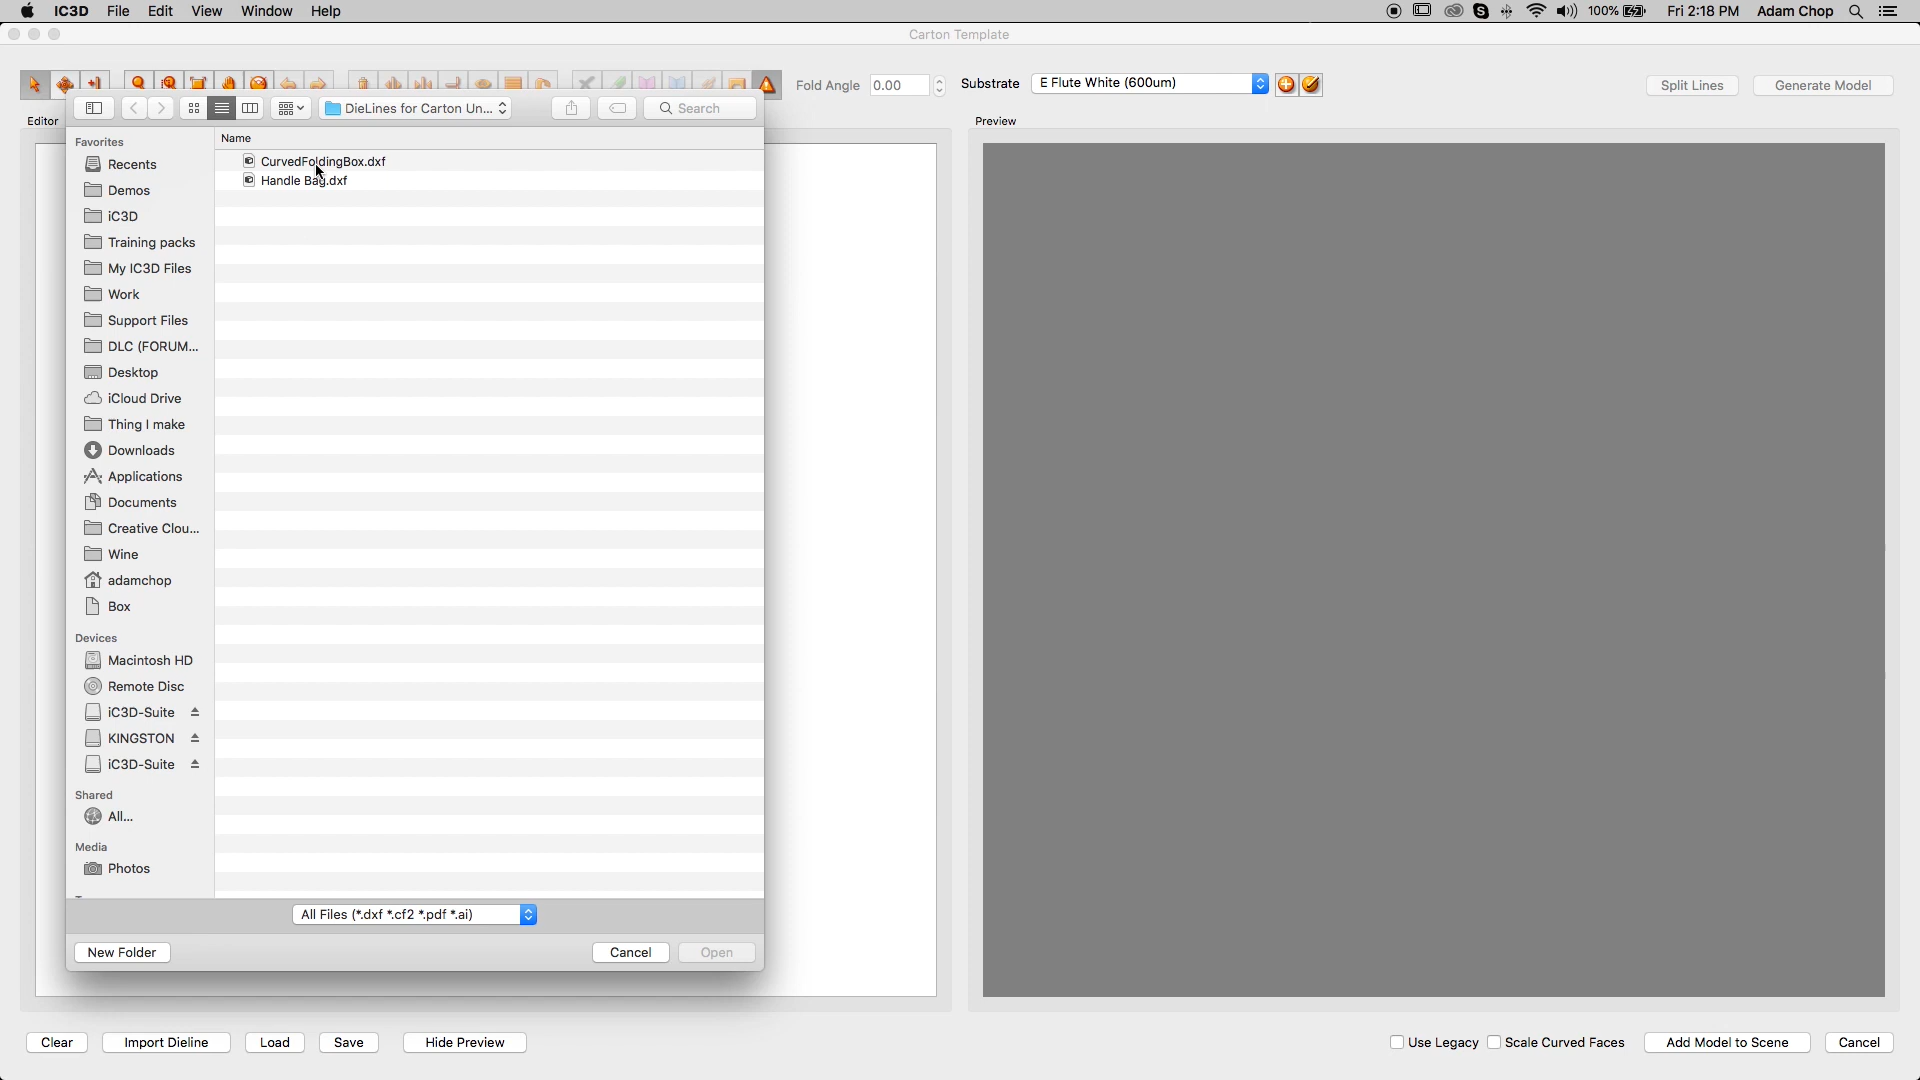 IC3D File Edit View Window Help 100% Fri 2:18 PM Adam Chop
Carton Template
Fold Angle 0.00 Substrate E Flute White (600um) Split Lines Generate Model
DieLines for Carton Un... Search
Editor
Preview
Name
Favorites
Recents
Demos
iC3D
Training packs
My IC3D Files
Work
Support Files
DLC (FORUM...
Desktop
iCloud Drive
Thing I make
Downloads
Applications
Documents
Creative Clou...
Wine
adamchop
Box
Devices
Macintosh HD
Remote Disc
iC3D-Suite
KINGSTON
iC3D-Suite
Shared
All...
Media
Photos
CurvedFoldingBox.dxf
Handle Bag.dxf
All Files (*.dxf *.cf2 *.pdf *.ai)
New Folder Cancel Open
Clear Import Dieline Load Save Hide Preview Use Legacy Scale Curved Faces Add Model to Scene Cancel